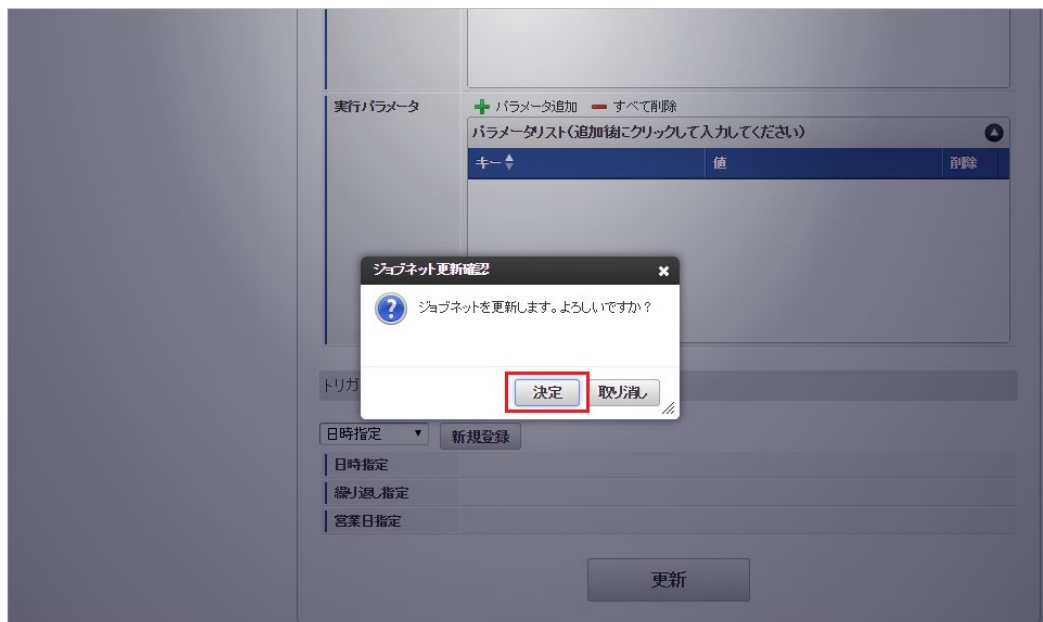 実行パラメータ
パラメータ追加 すべて削除
パラメータリスト(追加後にクリックして入力してください)
キー 値 削除
ジョブネット更新確認
ジョブネットを更新します。よろしいですか？
トリガ
決定 取り消し
日時指定 新規登録
日時指定
繰り返し指定
営業日指定
更新